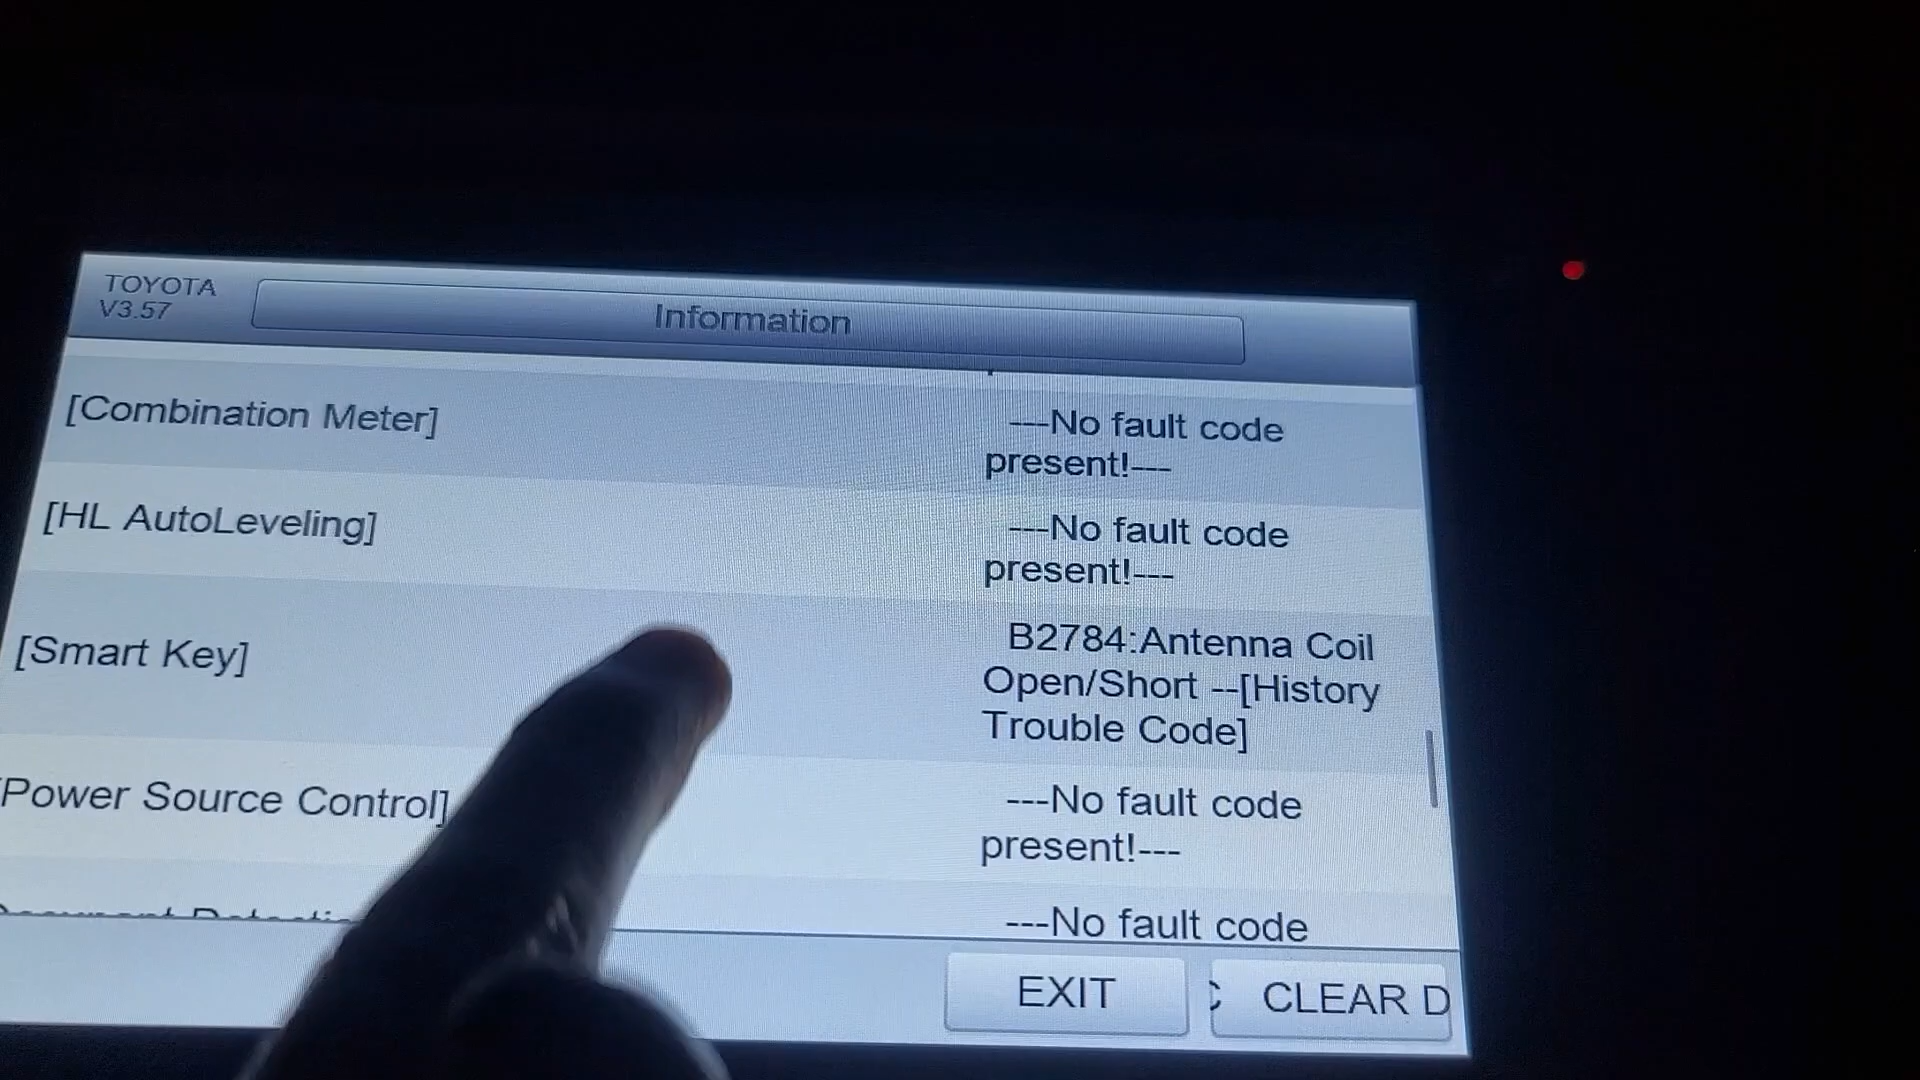 TOYOTA
V3.57
Information
[Combination Meter]
---No fault code
present!---
[HL AutoLeveling]
---No fault code
present!---
[Smart Key]
B2784:Antenna Coil
Open/Short --[History
Trouble Code]
[Power Source Control]
---No fault code
present!---
---No fault code
EXIT
CLEAR D